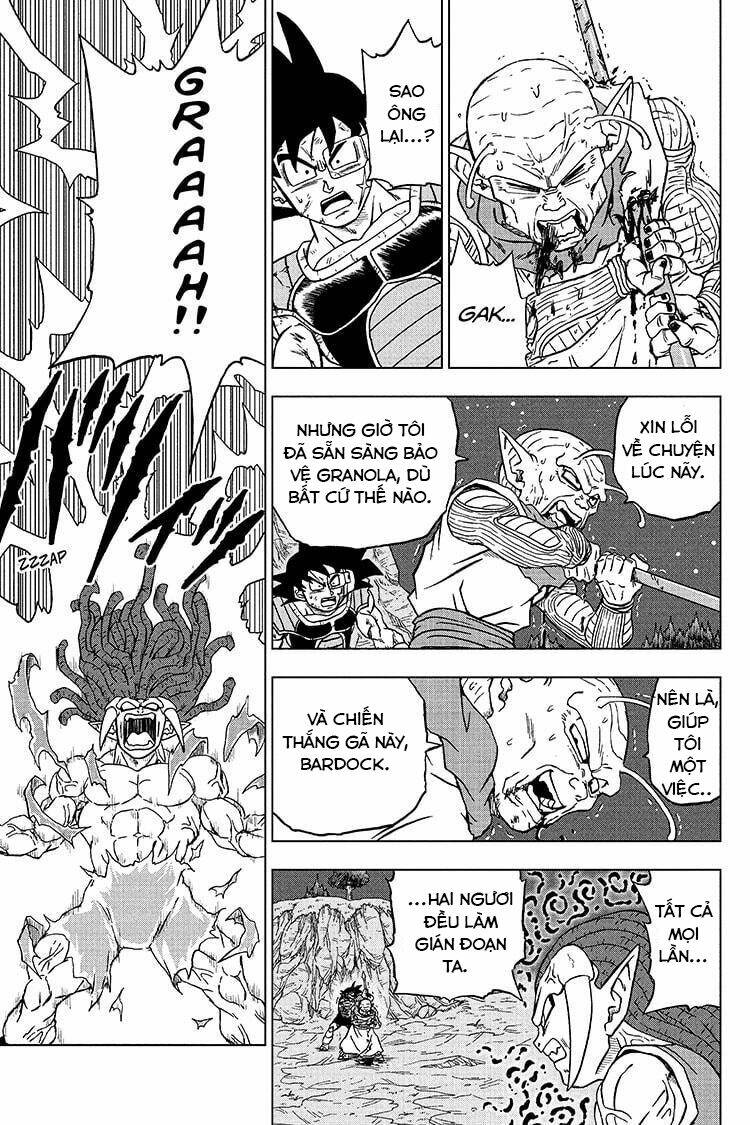 GAK...
SAO
ÔNG
LẠI...?
XIN LỖI
VỀ CHUYỆN
LÚC NÃY.
NHƯNG GIỜ TÔI
ĐÃ SẴN SÀNG BẢO
VỆ GRANOLA, DÙ
BẤT CỨ THẾ NÀO.
NÊN LÀ,
GIÚP
TÔI
MỘT
VIỆC..
VÀ CHIẾN
THẮNG GÃ NÀY,
BARDOCK.
TẤT CẢ
MỌI
LẦN...
...HAI NGƯƠI
ĐỀU LÀM
GIÁN ĐOẠN
TA.
GRAAAAH!!
ZZZAP